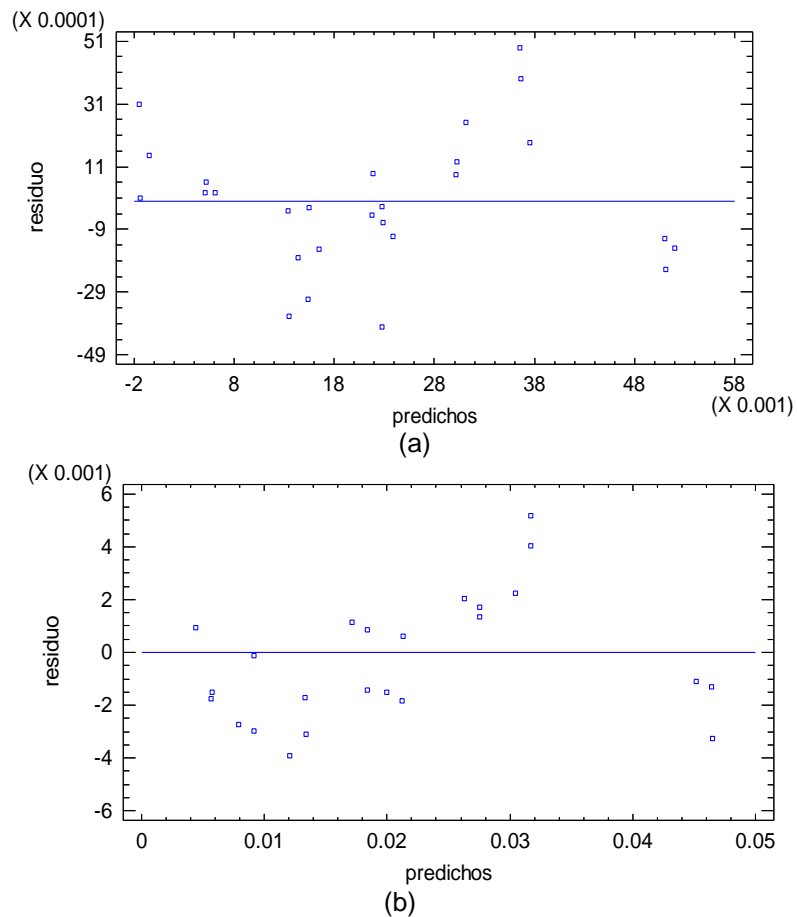 (X 0.0001)
51
31
11
-9
-29
-49
residuo
-2 8 18 28 38 48 58
(X 0.001)
predichos
(a)
(X 0.001)
6
4
2
0
-2
-4
-6
residuo
0 0.01 0.02 0.03 0.04 0.05
predichos
(b)